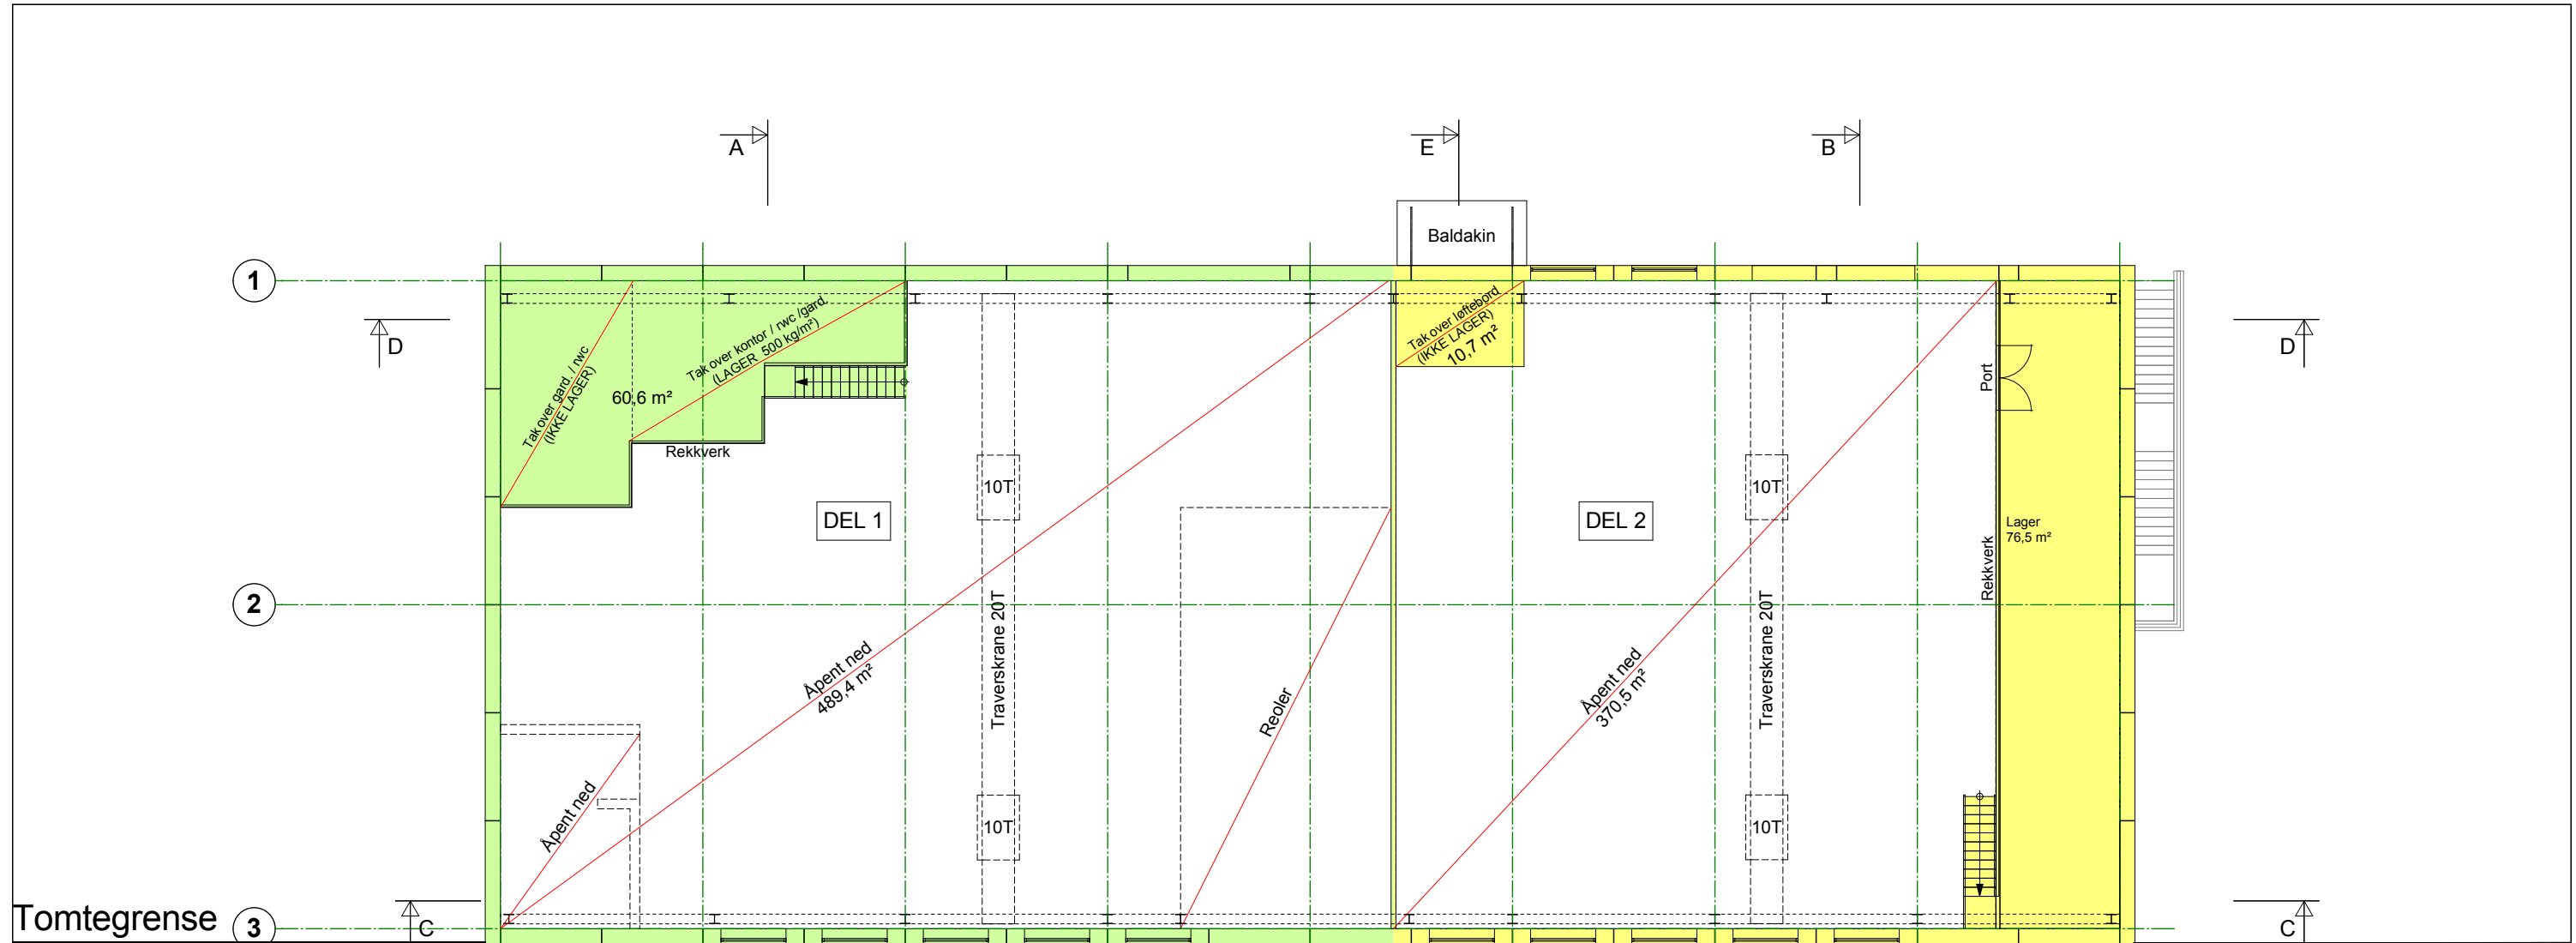 A
E
B
Baldakin
1
D
D
Tak over gard. / rwc
(IKKE LAGER)
Tak over kontor / rwc /gard.
(LAGER 500 kg/m²)
60,6 m²
Rekkverk
Tak over løftebord
(IKKE LAGER)
10,7 m²
Port
10T
10T
DEL 1
DEL 2
Lager
76,5 m²
Rekkverk
2
Traverskrane 20T
Traverskrane 20T
Åpent ned
489,4 m²
Åpent ned
370,5 m²
Reoler
Åpent ned
10T
10T
Tomtegrense
3
C
C